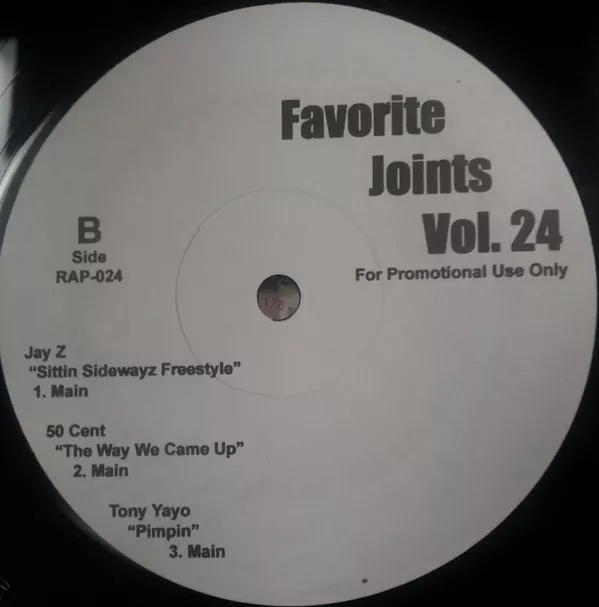 Favorite
Joints
Vol. 24
For Promotional Use Only
B
Side
RAP-024
Jay Z
“Sittin Sidewayz Freestyle”
1. Main
50 Cent
“The Way We Came Up”
2. Main
Tony Yayo
“Pimpin”
3. Main